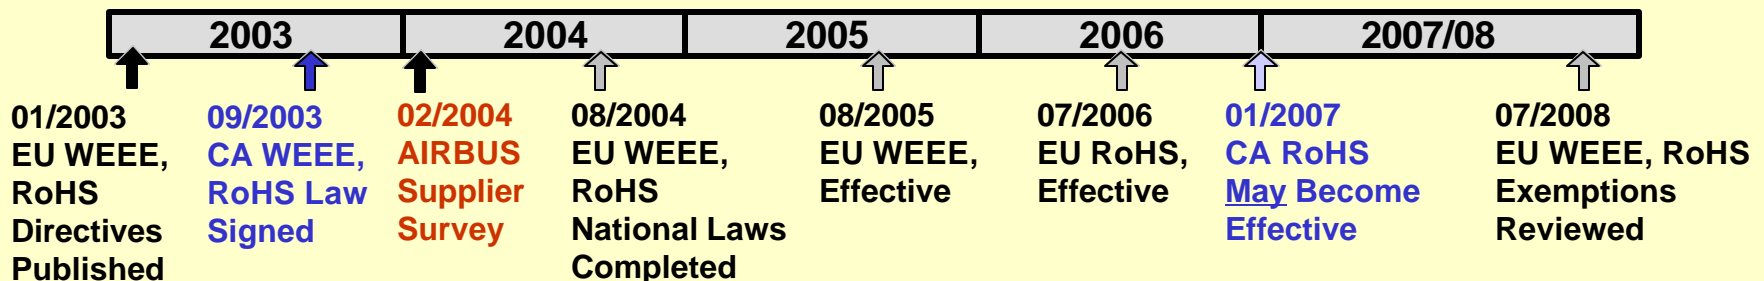 2003
2004
2005
2006
2007/08
01/2003
EU WEEE,
RoHS
Directives
Published
09/2003
CA WEEE,
RoHS Law
Signed
02/2004
AIRBUS
Supplier
Survey
08/2004
EU WEEE,
RoHS
National Laws
Completed
08/2005
EU WEEE,
Effective
07/2006
EU RoHS,
Effective
01/2007
CA RoHS
May Become
Effective
07/2008
EU WEEE, RoHS
Exemptions
Reviewed